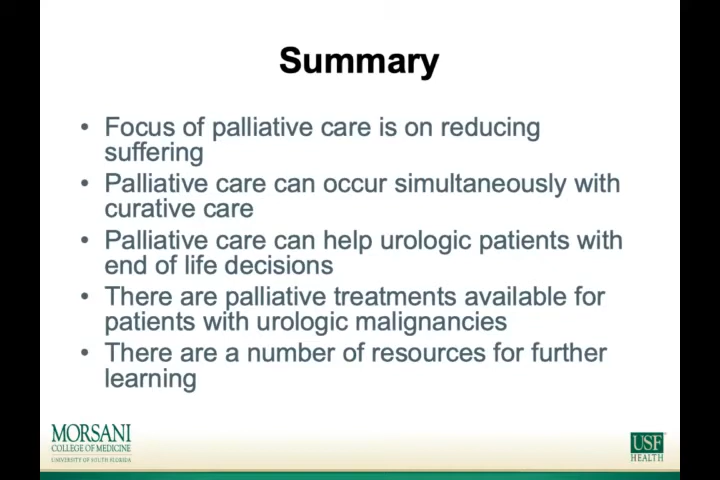 Summary
• Focus of palliative care is on reducing
suffering
• Palliative care can occur simultaneously with
curative care
• Palliative care can help urologic patients with
end of life decisions
• There are palliative treatments available for
patients with urologic malignancies
• There are a number of resources for further
learning
MORSANI
COLLEGE OF MEDICINE
UNIVERSITY OF SOUTH FLORIDA
USF
HEALTH